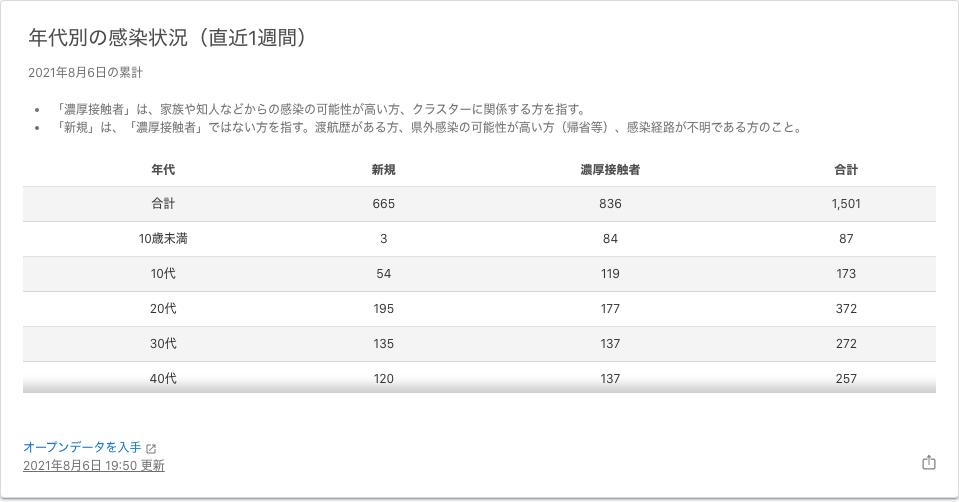 年代別の感染状況（直近1週間）
2021年8月6日の累計
• 「濃厚接触者」は、家族や知人などからの感染の可能性が高い方、クラスターに関係する方を指す。
• 「新規」は、「濃厚接触者」ではない方を指す。渡航歴がある方、県外感染の可能性が高い方（帰省等）、感染経路が不明である方のこと。
年代 新規 濃厚接触者 合計
合計 665 836 1,501
10歳未満 3 84 87
10代 54 119 173
20代 195 177 372
30代 135 137 272
40代 120 137 257
オープンデータを入手
2021年8月6日 19:50 更新